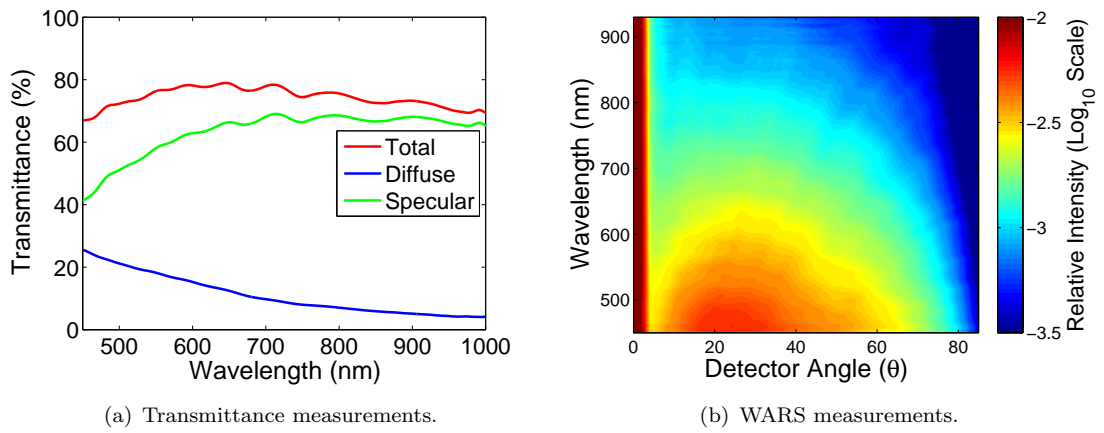 100
80
60
40
20
0
Transmittance (%)
500 600 700 800 900 1000
Wavelength (nm)
Total
Diffuse
Specular
(a) Transmittance measurements.
900
800
700
600
500
Wavelength (nm)
0 20 40 60 80
Detector Angle (θ)
−2
−2.5
−3
−3.5
Relative Intensity (Log10 Scale)
(b) WARS measurements.